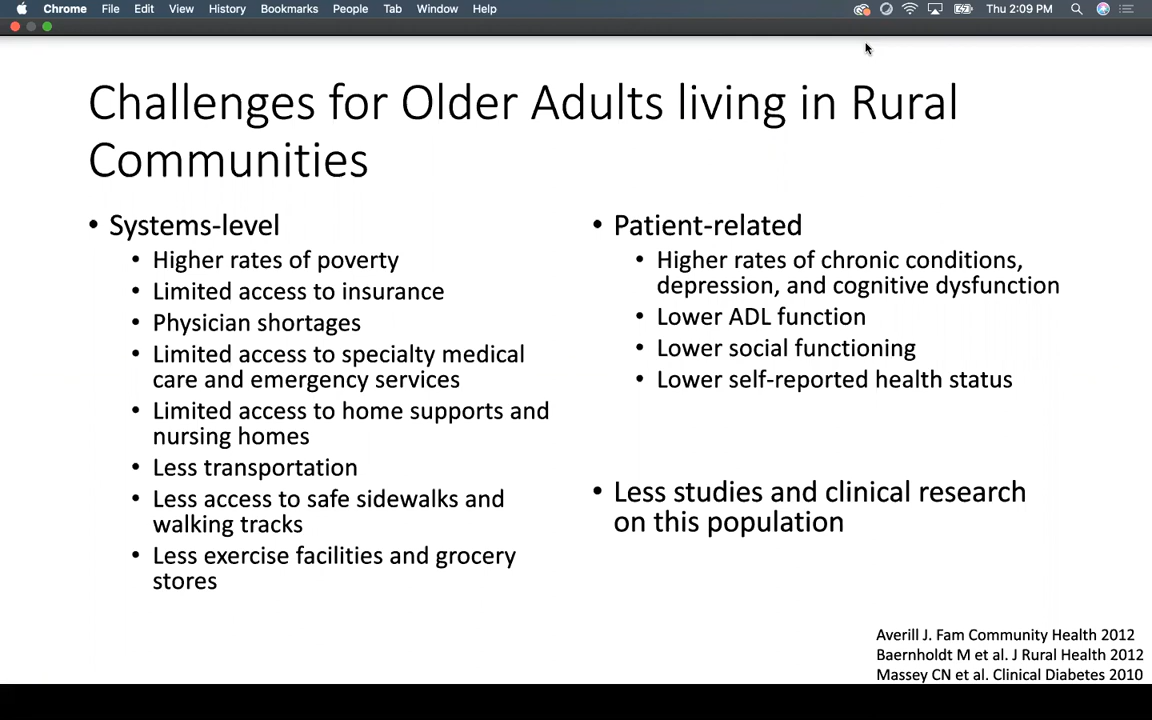 Chrome File Edit View History Bookmarks People Tab Window Help Thu 2:09 PM
Challenges for Older Adults living in Rural
Communities
• Systems-level
• Higher rates of poverty
• Limited access to insurance
• Physician shortages
• Limited access to specialty medical
care and emergency services
• Limited access to home supports and
nursing homes
• Less transportation
• Less access to safe sidewalks and
walking tracks
• Less exercise facilities and grocery
stores
• Patient-related
• Higher rates of chronic conditions,
depression, and cognitive dysfunction
• Lower ADL function
• Lower social functioning
• Lower self-reported health status
• Less studies and clinical research
on this population
Averill J. Fam Community Health 2012
Baernholdt M et al. J Rural Health 2012
Massey CN et al. Clinical Diabetes 2010